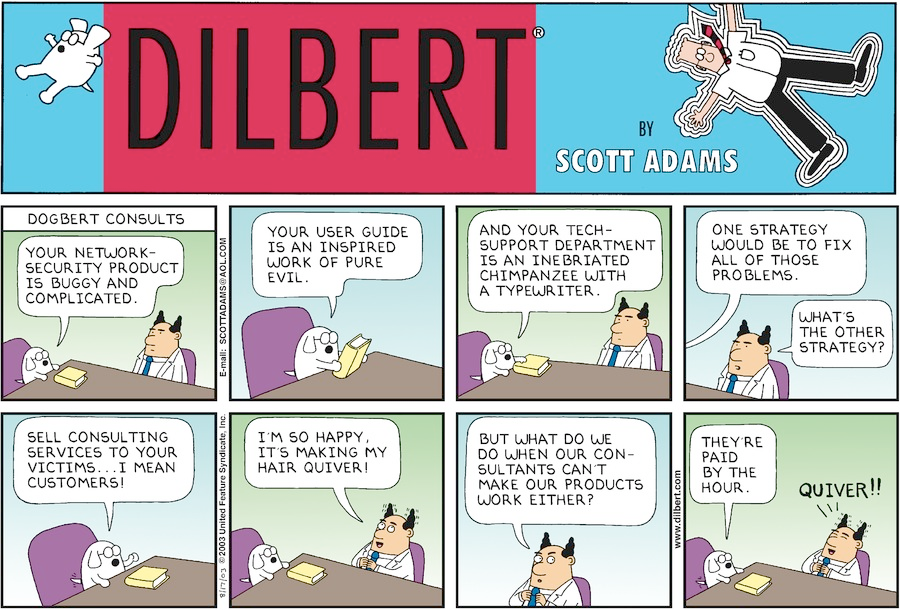 DILBERT®
BY
SCOTT ADAMS
DOGBERT CONSULTS
YOUR NETWORK-
SECURITY PRODUCT
IS BUGGY AND
COMPLICATED.
E-mail: SCOTTADAMS@AOL.COM
YOUR USER GUIDE
IS AN INSPIRED
WORK OF PURE
EVIL.
AND YOUR TECH-
SUPPORT DEPARTMENT
IS AN INEBRIATED
CHIMPANZEE WITH
A TYPEWRITER.
ONE STRATEGY
WOULD BE TO FIX
ALL OF THOSE
PROBLEMS.
WHAT'S
THE OTHER
STRATEGY?
SELL CONSULTING
SERVICES TO YOUR
VICTIMS...I MEAN
CUSTOMERS!
8/17/03 ©2003 United Feature Syndicate, Inc.
I'M SO HAPPY,
IT'S MAKING MY
HAIR QUIVER!
BUT WHAT DO WE
DO WHEN OUR CON-
SULTANTS CAN'T
MAKE OUR PRODUCTS
WORK EITHER?
www.dilbert.com
THEY'RE
PAID
BY THE
HOUR.
QUIVER!!